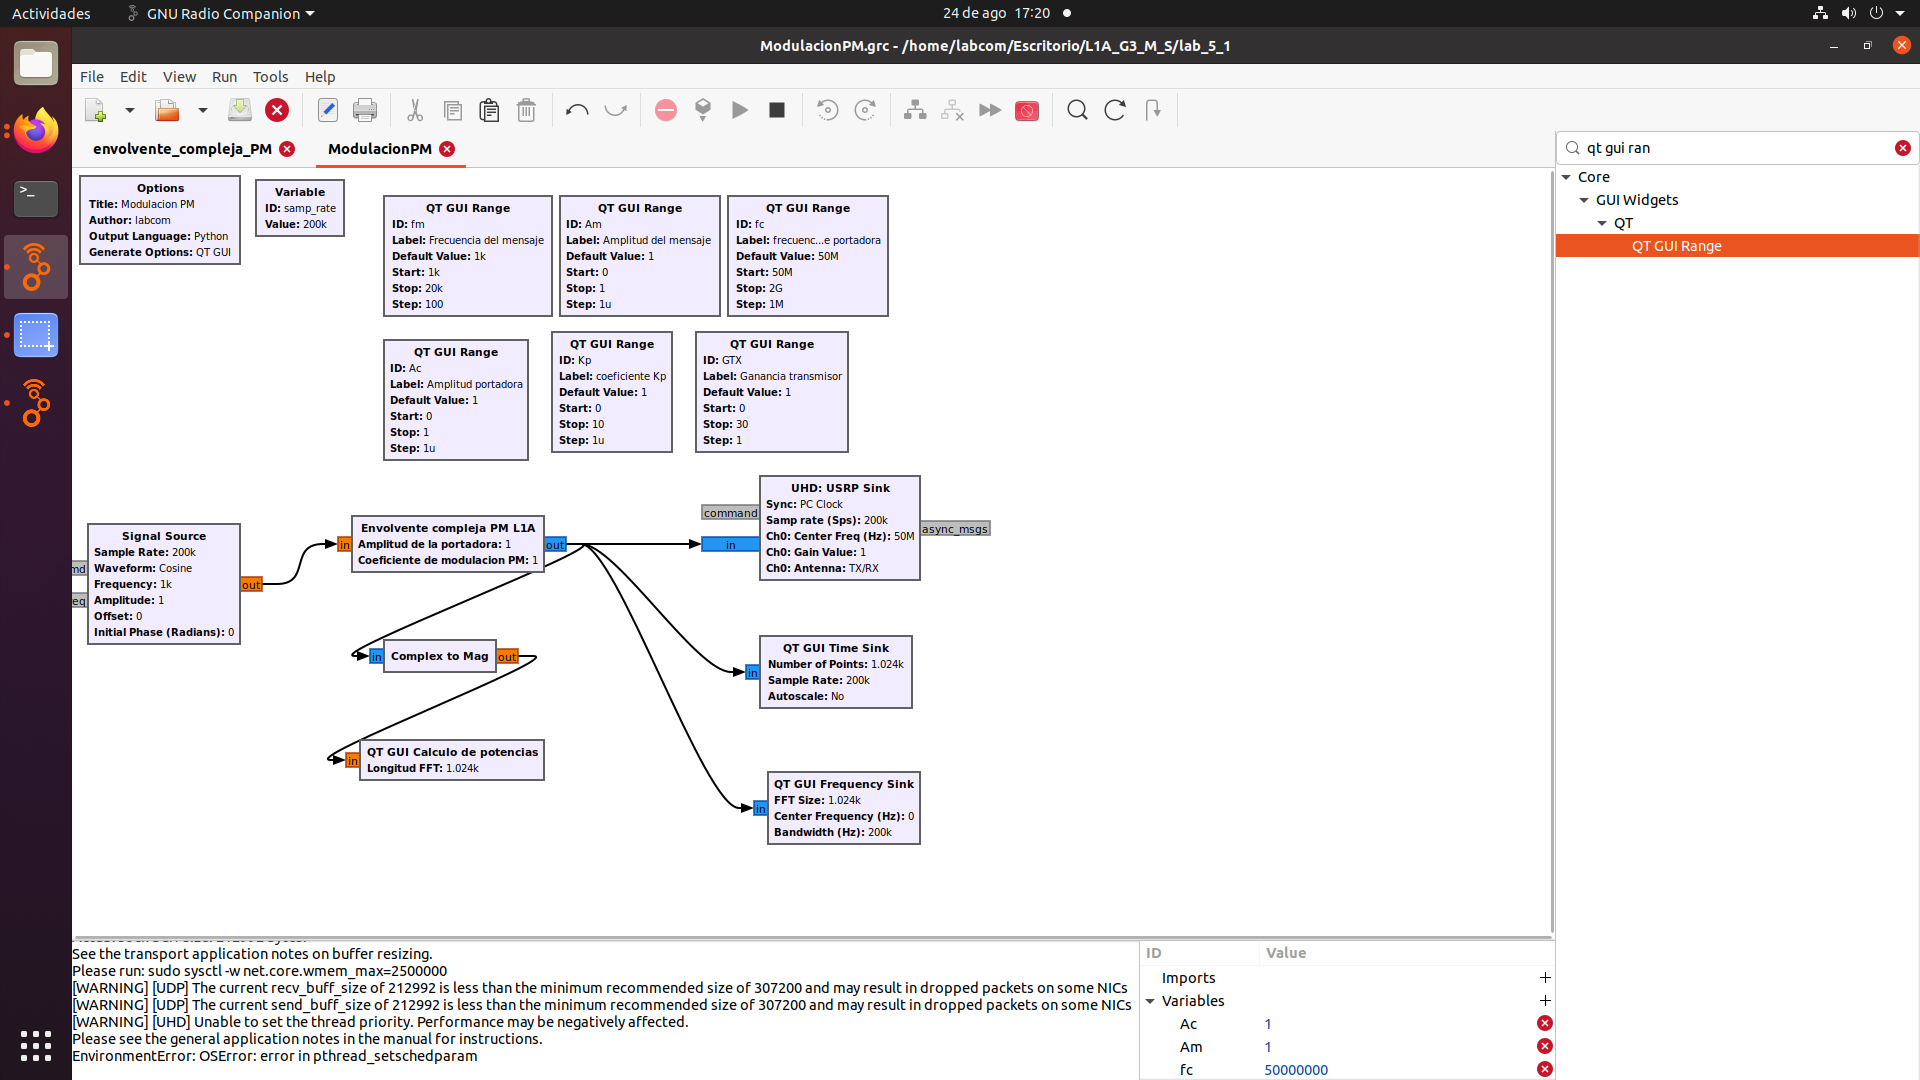 Actividades
GNU Radio Companion
24 de ago 17:20
ModulacionPM.grc - /home/labcom/Escritorio/L1A_G3_M_S/lab_5_1
File Edit View Run Tools Help
envolvente_compleja_PM
ModulacionPM
qt gui ran
Core
GUI Widgets
QT
QT GUI Range
Options
Title: Modulacion PM
Author: labcom
Output Language: Python
Generate Options: QT GUI
Variable
ID: samp_rate
Value: 200k
QT GUI Range
ID: fm
Label: Frecuencia del mensaje
Default Value: 1k
Start: 1k
Stop: 20k
Step: 100
QT GUI Range
ID: Am
Label: Amplitud del mensaje
Default Value: 1
Start: 0
Stop: 1
Step: 1u
QT GUI Range
ID: fc
Label: frecuenc...e portadora
Default Value: 50M
Start: 50M
Stop: 2G
Step: 1M
QT GUI Range
ID: Ac
Label: Amplitud portadora
Default Value: 1
Start: 0
Stop: 1
Step: 1u
QT GUI Range
ID: Kp
Label: coeficiente Kp
Default Value: 1
Start: 0
Stop: 10
Step: 1u
QT GUI Range
ID: GTX
Label: Ganancia transmisor
Default Value: 1
Start: 0
Stop: 30
Step: 1
md
eq
Signal Source
Sample Rate: 200k
Waveform: Cosine
Frequency: 1k
Amplitude: 1
Offset: 0
Initial Phase (Radians): 0
out
in
Envolvente compleja PM L1A
Amplitud de la portadora: 1
Coeficiente de modulacion PM: 1
out
command
in
UHD: USRP Sink
Sync: PC Clock
Samp rate (Sps): 200k
Ch0: Center Freq (Hz): 50M
Ch0: Gain Value: 1
Ch0: Antenna: TX/RX
async_msgs
in
Complex to Mag
out
in
QT GUI Time Sink
Number of Points: 1.024k
Sample Rate: 200k
Autoscale: No
in
QT GUI Calculo de potencias
Longitud FFT: 1.024k
in
QT GUI Frequency Sink
FFT Size: 1.024k
Center Frequency (Hz): 0
Bandwidth (Hz): 200k
See the transport application notes on buffer resizing.
Please run: sudo sysctl -w net.core.wmem_max=2500000
[WARNING] [UDP] The current recv_buff_size of 212992 is less than the minimum recommended size of 307200 and may result in dropped packets on some NICs
[WARNING] [UDP] The current send_buff_size of 212992 is less than the minimum recommended size of 307200 and may result in dropped packets on some NICs
[WARNING] [UHD] Unable to set the thread priority. Performance may be negatively affected.
Please see the general application notes in the manual for instructions.
EnvironmentError: OSError: error in pthread_setschedparam
ID Value
Imports
Variables
Ac 1
Am 1
fc 50000000